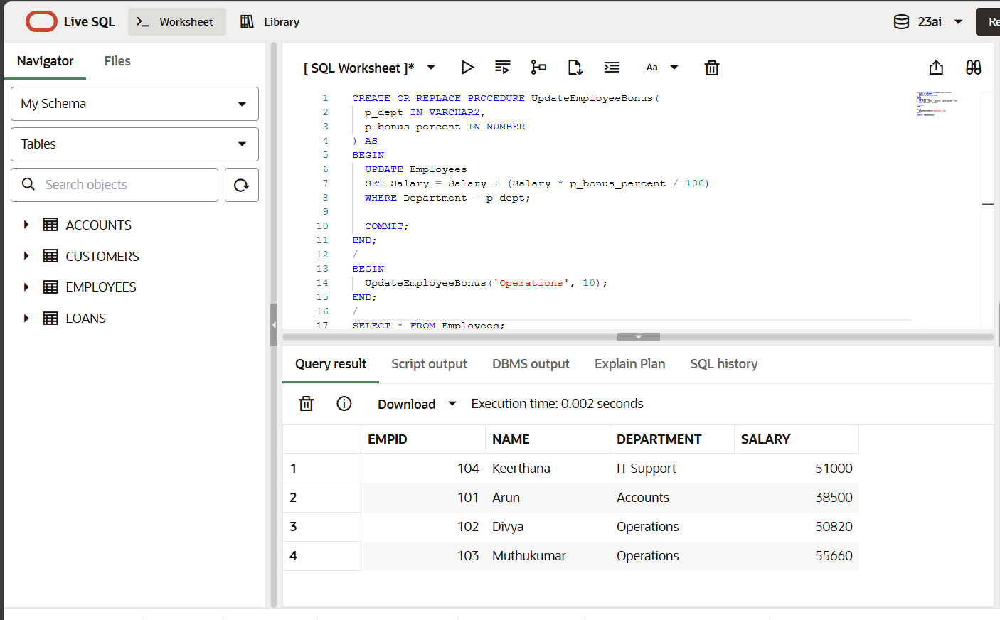 Live SQL
Worksheet
Library
23ai
Re
Navigator
Files
My Schema
Tables
Search objects
ACCOUNTS
CUSTOMERS
EMPLOYEES
LOANS
[ SQL Worksheet ]*
Aa
1 CREATE OR REPLACE PROCEDURE UpdateEmployeeBonus(
2 p_dept IN VARCHAR2,
3 p_bonus_percent IN NUMBER
4 ) AS
5 BEGIN
6 UPDATE Employees
7 SET Salary = Salary + (Salary * p_bonus_percent / 100)
8 WHERE Department = p_dept;
9
10 COMMIT;
11 END;
12 /
13 BEGIN
14 UpdateEmployeeBonus('Operations', 10);
15 END;
16 /
17 SELECT * FROM Employees;
Query result Script output DBMS output Explain Plan SQL history
Download Execution time: 0.002 seconds
EMPID NAME DEPARTMENT SALARY
1 104 Keerthana IT Support 51000
2 101 Arun Accounts 38500
3 102 Divya Operations 50820
4 103 Muthukumar Operations 55660